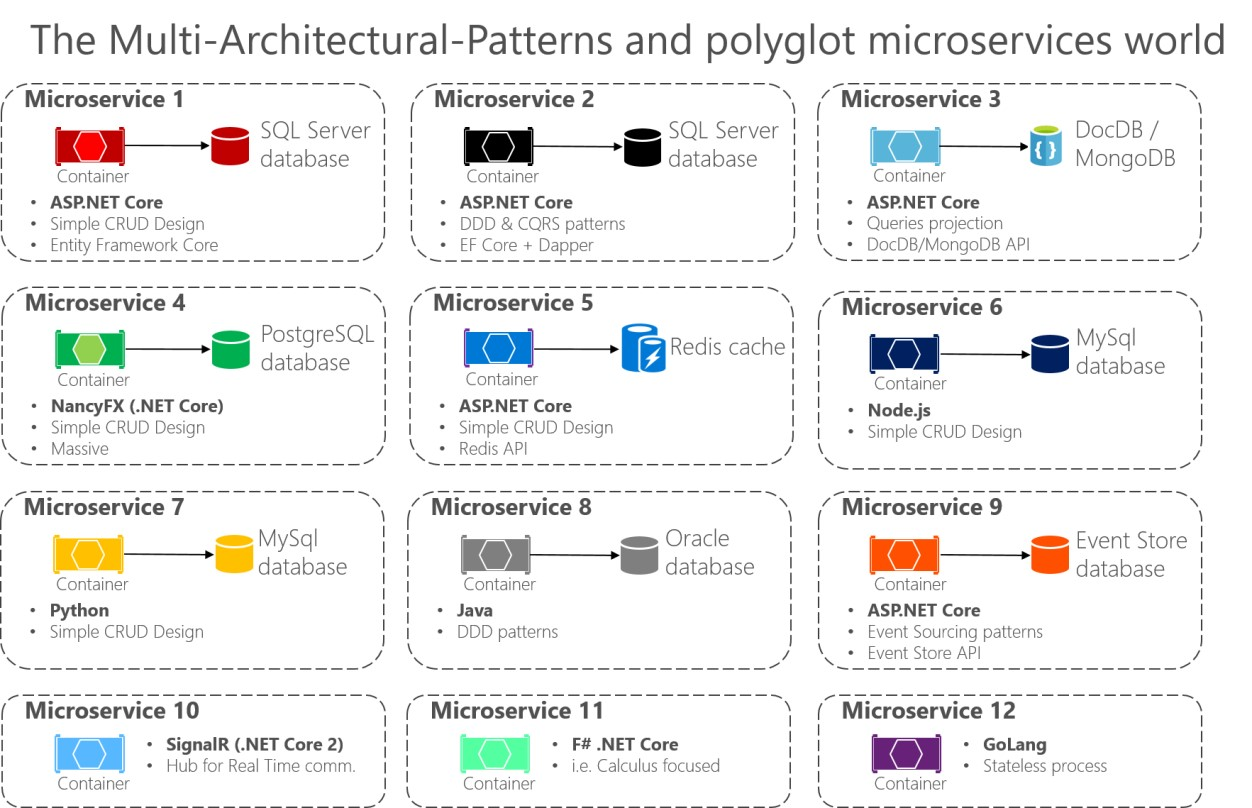 The Multi-Architectural-Patterns and polyglot microservices world
Microservice 1
SQL Server
database
Container
• ASP.NET Core
• Simple CRUD Design
• Entity Framework Core
Microservice 2
SQL Server
database
Container
• ASP.NET Core
• DDD & CQRS patterns
• EF Core + Dapper
Microservice 3
{ }
DocDB /
MongoDB
Container
• ASP.NET Core
• Queries projection
• DocDB/MongoDB API
Microservice 4
PostgreSQL
database
Container
• NancyFX (.NET Core)
• Simple CRUD Design
• Massive
Microservice 5
Redis cache
Container
• ASP.NET Core
• Simple CRUD Design
• Redis API
Microservice 6
MySql
database
Container
• Node.js
• Simple CRUD Design
Microservice 7
MySql
database
Container
• Python
• Simple CRUD Design
Microservice 8
Oracle
database
Container
• Java
• DDD patterns
Microservice 9
Event Store
database
Container
• ASP.NET Core
• Event Sourcing patterns
• Event Store API
Microservice 10
Container
• SignalR (.NET Core 2)
• Hub for Real Time comm.
Microservice 11
Container
• F# .NET Core
• i.e. Calculus focused
Microservice 12
Container
• GoLang
• Stateless process